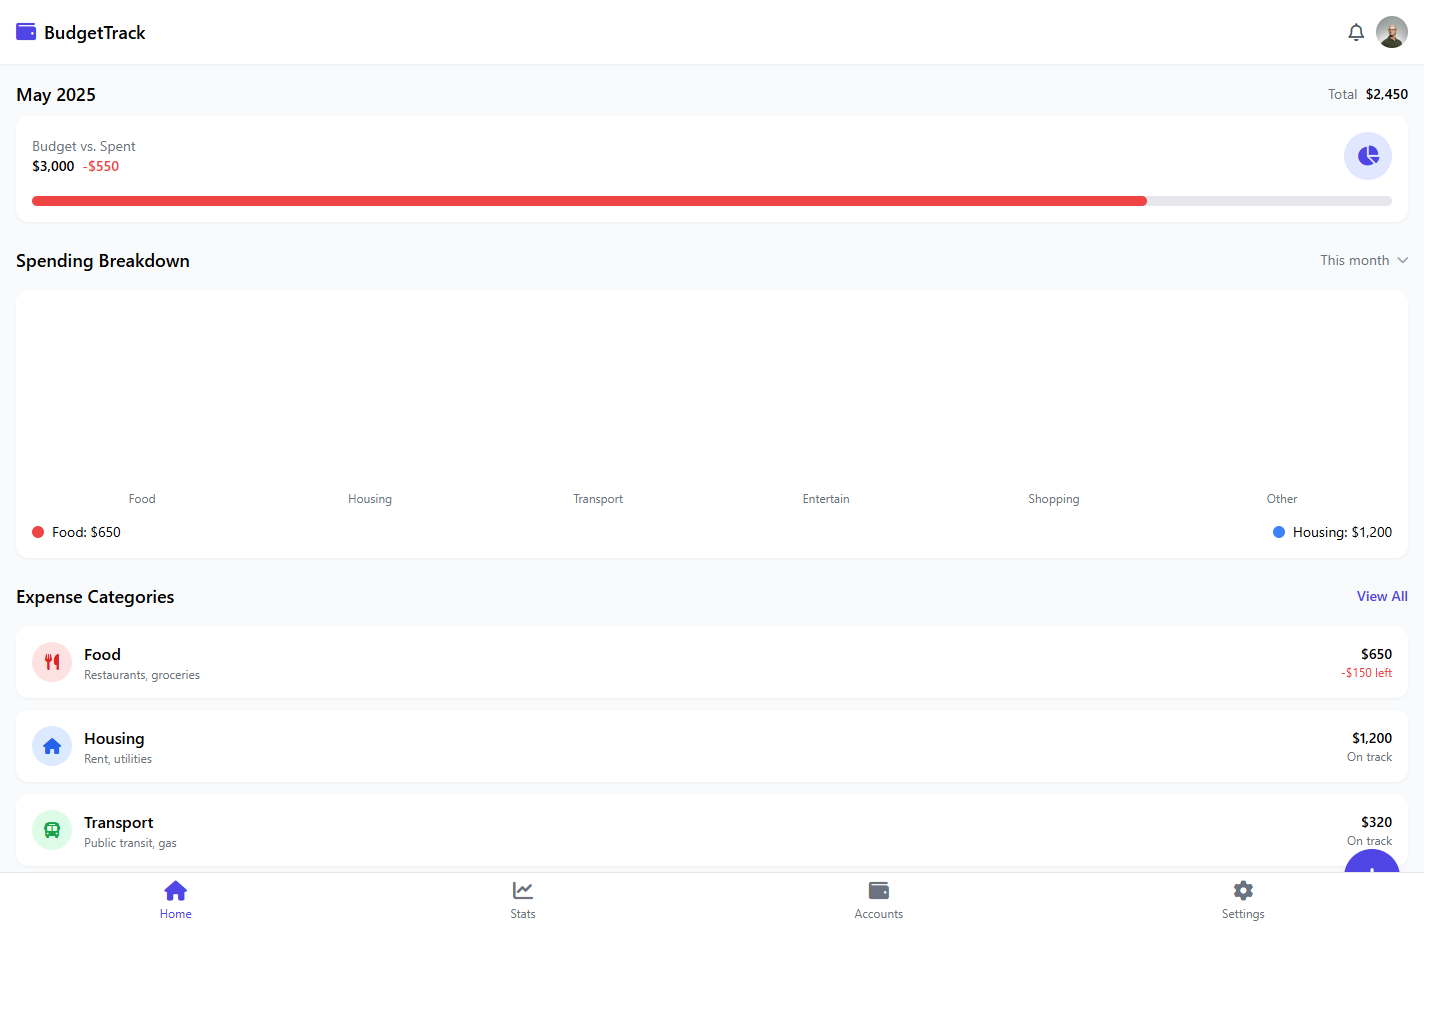 BudgetTrack
May 2025
Total $2,450
Budget vs. Spent
$3,000 -$550
Spending Breakdown
This month
Food Housing Transport Entertain Shopping Other
Food: $650
Housing: $1,200
Expense Categories
View All
Food
Restaurants, groceries
$650
-$150 left
Housing
Rent, utilities
$1,200
On track
Transport
Public transit, gas
$320
On track
Home
Stats
Accounts
Settings